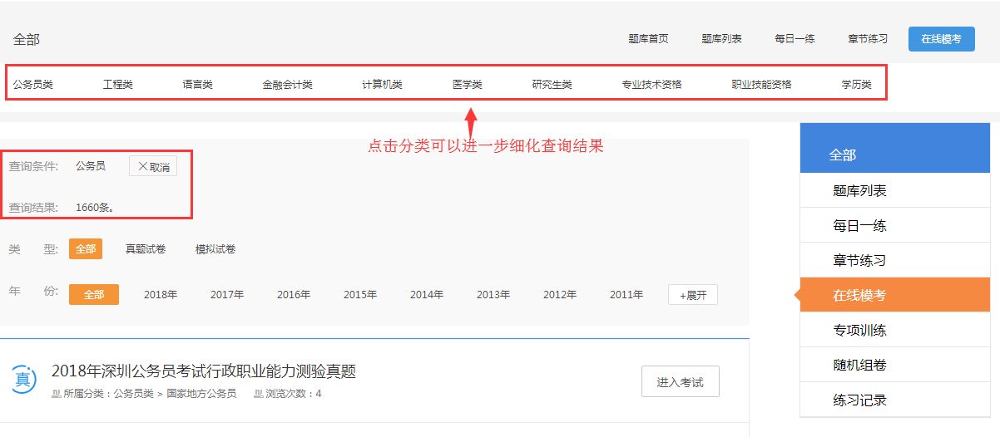 全部 题库首页 题库列表 每日一练 章节练习 在线模考
公务员类 工程类 语言类 金融会计类 计算机类 医学类 研究生类 专业技术资格 职业技能资格 学历类
点击分类可以进一步细化查询结果
查询条件: 公务员 ×取消
查询结果: 1660条。
类 型: 全部 真题试卷 模拟试卷
年 份: 全部 2018年 2017年 2016年 2015年 2014年 2013年 2012年 2011年 +展开
真
2018年深圳公务员考试行政职业能力测验真题
所属分类：公务员类 > 国家地方公务员 浏览次数：4
进入考试
全部
题库列表
每日一练
章节练习
在线模考
专项训练
随机组卷
练习记录